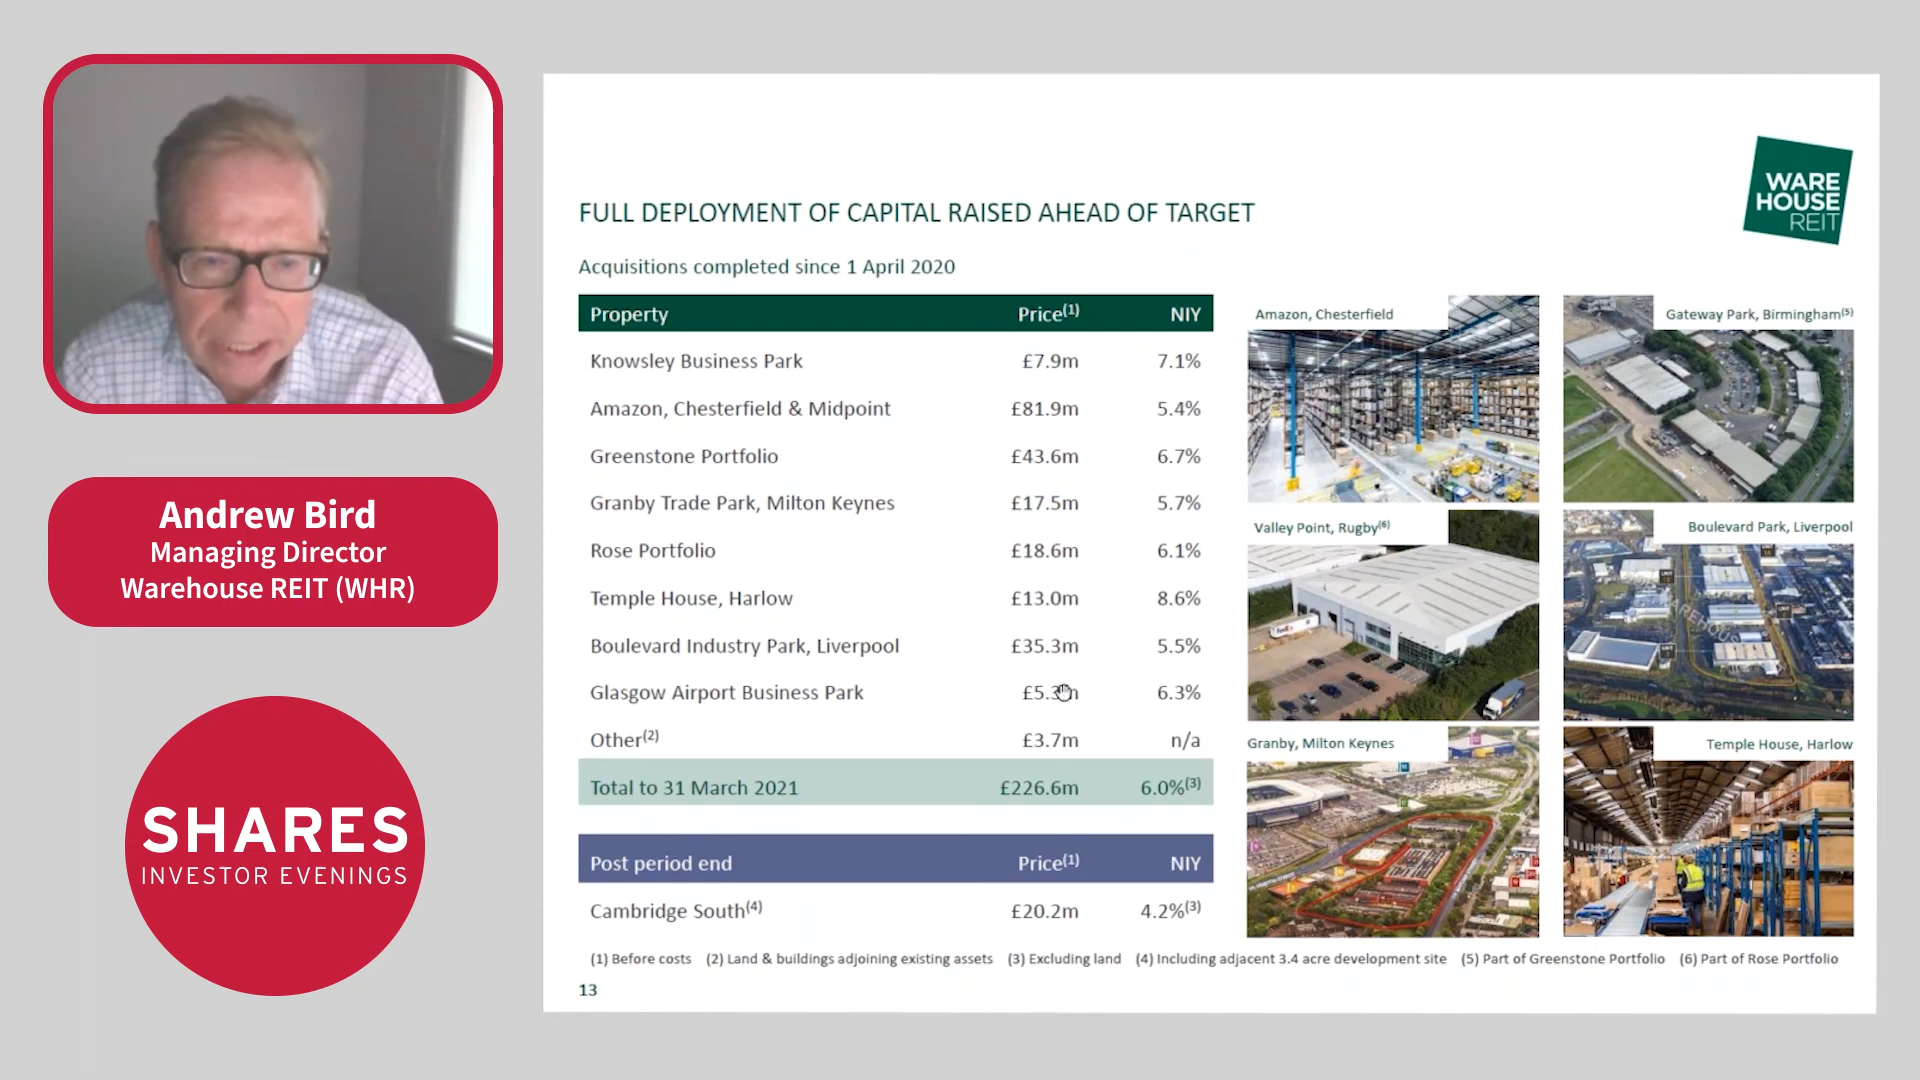 Andrew Bird
Managing Director
Warehouse REIT (WHR)
SHARES
INVESTOR EVENINGS
WARE
HOUSE
REIT
FULL DEPLOYMENT OF CAPITAL RAISED AHEAD OF TARGET
Acquisitions completed since 1 April 2020
Property Price(1) NIY
Knowsley Business Park £7.9m 7.1%
Amazon, Chesterfield & Midpoint £81.9m 5.4%
Greenstone Portfolio £43.6m 6.7%
Granby Trade Park, Milton Keynes £17.5m 5.7%
Rose Portfolio £18.6m 6.1%
Temple House, Harlow £13.0m 8.6%
Boulevard Industry Park, Liverpool £35.3m 5.5%
Glasgow Airport Business Park 6.3%
Other(2) £3.7m n/a
Total to 31 March 2021 £226.6m 6.0%(3)
Post period end Price(1) NIY
Cambridge South(4) £20.2m 4.2%(3)
Amazon, Chesterfield
Gateway Park, Birmingham(5)
Valley Point, Rugby(6)
FedEx
Boulevard Park, Liverpool
Granby, Milton Keynes
Temple House, Harlow
(1) Before costs (2) Land & buildings adjoining existing assets (3) Excluding land (4) Including adjacent 3.4 acre development site (5) Part of Greenstone Portfolio (6) Part of Rose Portfolio
13